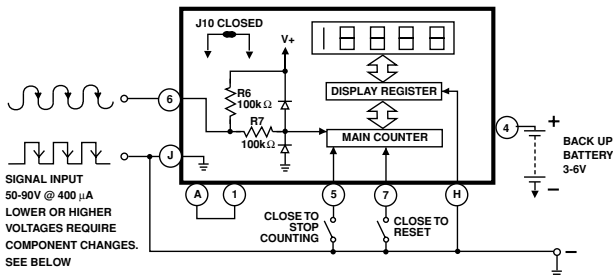 J10 CLOSED
V+
R6
100kΩ
R7
100kΩ
DISPLAY REGISTER
MAIN COUNTER
6
J
4
+
BACK UP
BATTERY
3-6V
–
SIGNAL INPUT
50-90V @ 400 µA
LOWER OR HIGHER
VOLTAGES REQUIRE
COMPONENT CHANGES.
SEE BELOW
A
1
5
7
H
CLOSE TO
STOP
COUNTING
CLOSE TO
RESET
–